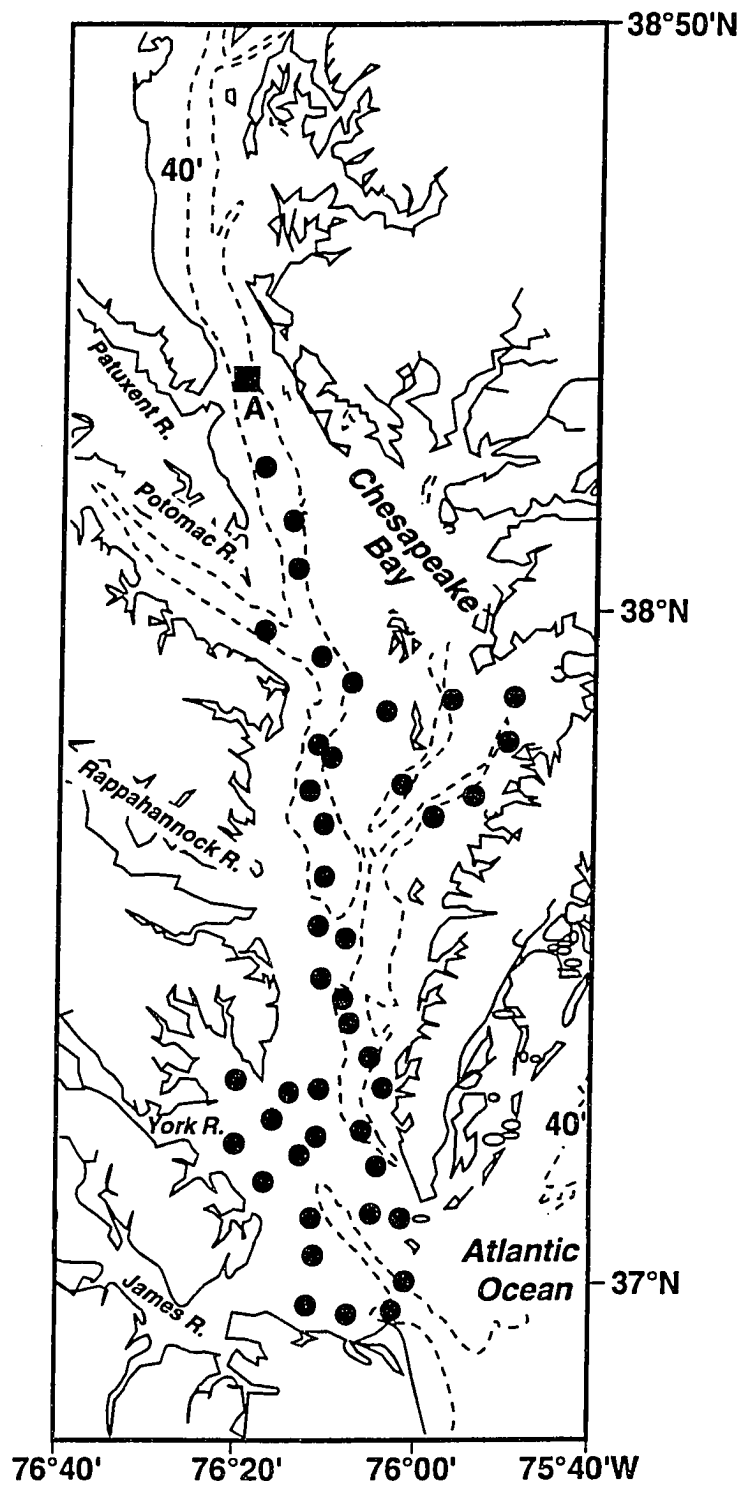 38°50'N
40'
Patuxent R.
A
Chesapeake
Bay
Potomac R.
38°N
Rappahannock R.
York R.
40'
Atlantic
Ocean
37°N
James R.
76°40'
76°20'
76°00'
75°40'W